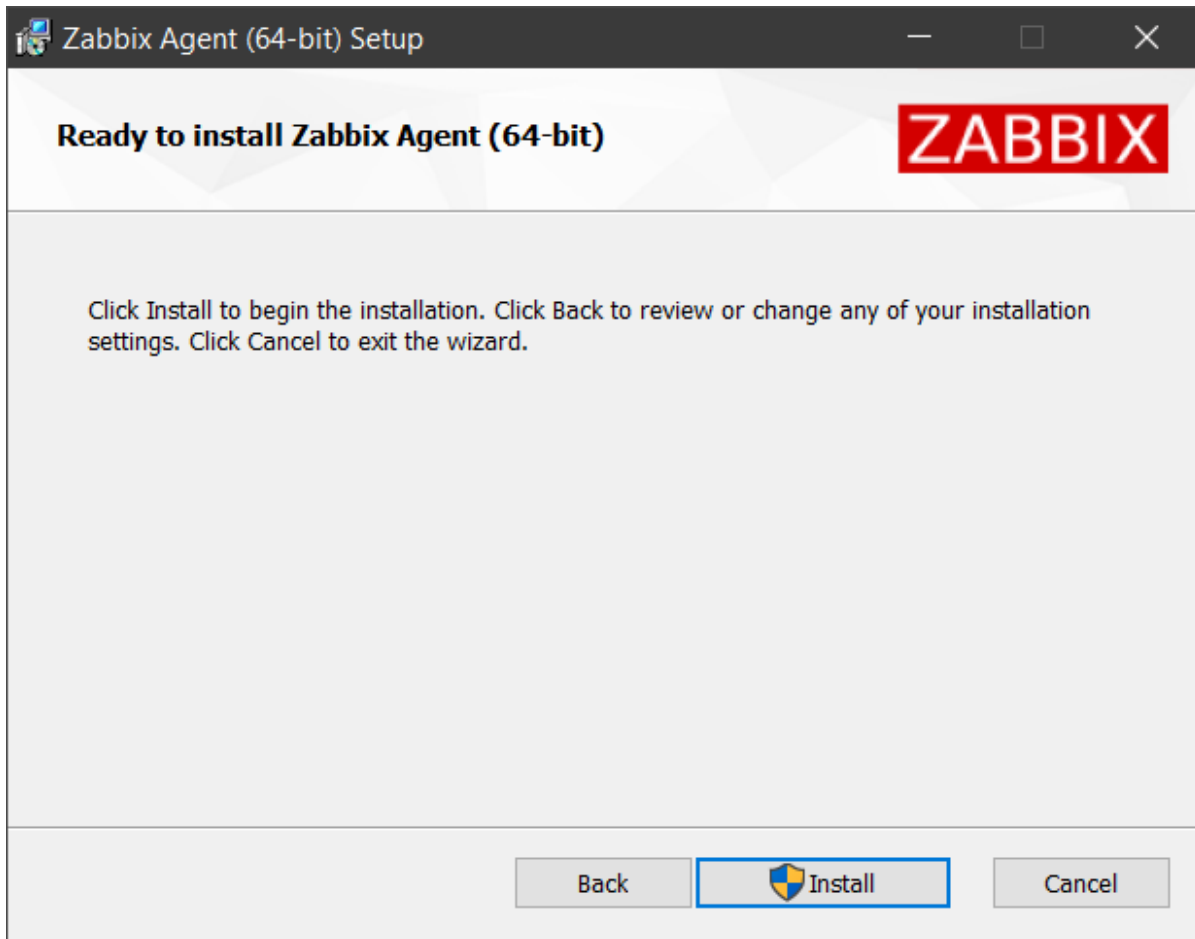 Zabbix Agent (64-bit) Setup
Ready to install Zabbix Agent (64-bit)
ZABBIX
Click Install to begin the installation. Click Back to review or change any of your installation
settings. Click Cancel to exit the wizard.
Back
Install
Cancel